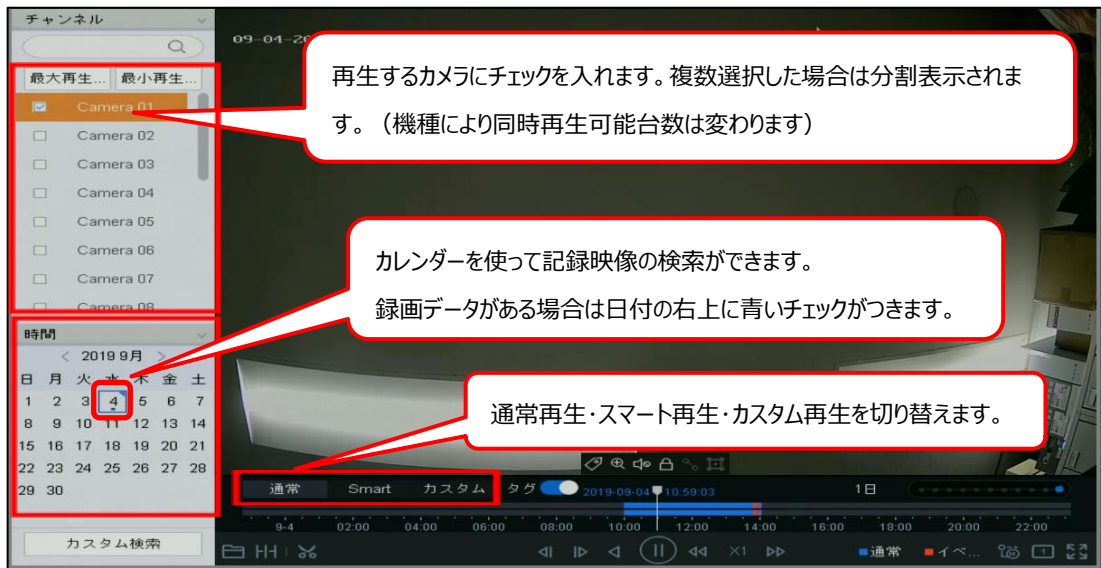 チャンネル
09-04-20
最大再生... 最小再生...
Camera 01
Camera 02
Camera 03
Camera 04
Camera 05
Camera 06
Camera 07
Camera 08
再生するカメラにチェックを入れます。複数選択した場合は分割表示されま
す。（機種により同時再生可能台数は変わります）
カレンダーを使って記録映像の検索ができます。
録画データがある場合は日付の右上に青いチェックがつきます。
時間
< 2019 9月 >
日 月 火 水 木 金 土
1 2 3 4 5 6 7
8 9 10 11 12 13 14
15 16 17 18 19 20 21
22 23 24 25 26 27 28
29 30
カスタム検索
通常再生・スマート再生・カスタム再生を切り替えます。
通常 Smart カスタム タグ 2019-09-04 10:59:03 1日
9-4 02:00 04:00 06:00 08:00 10:00 12:00 14:00 16:00 18:00 20:00 22:00
×1 通常 イベ... 1